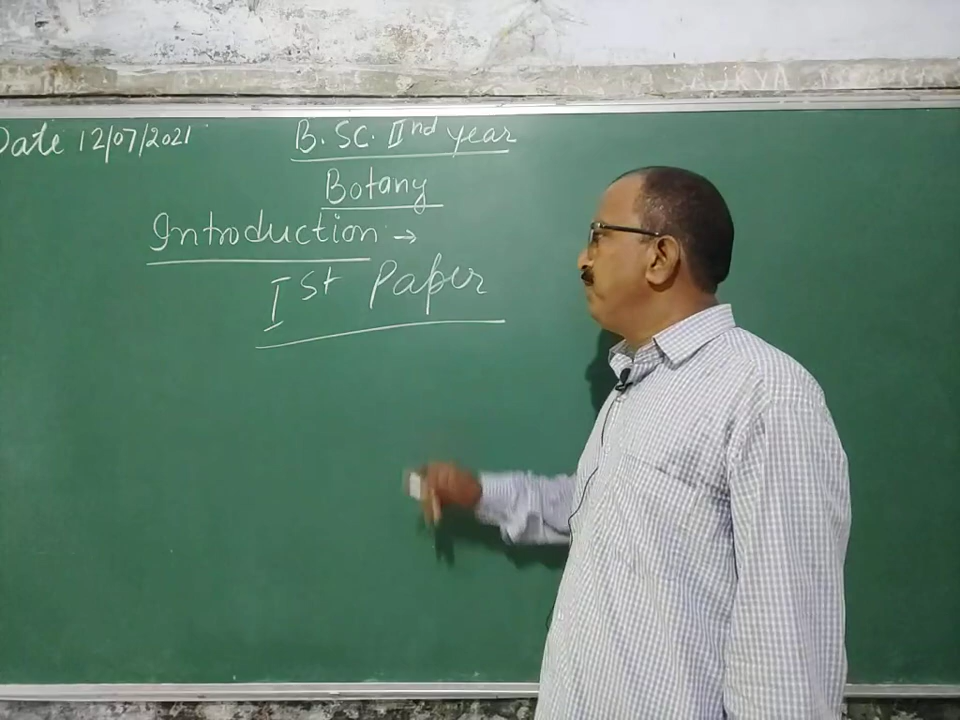 Date 12/07/2021
B.SC. IInd year
Botany
Introduction →
Ist Paper